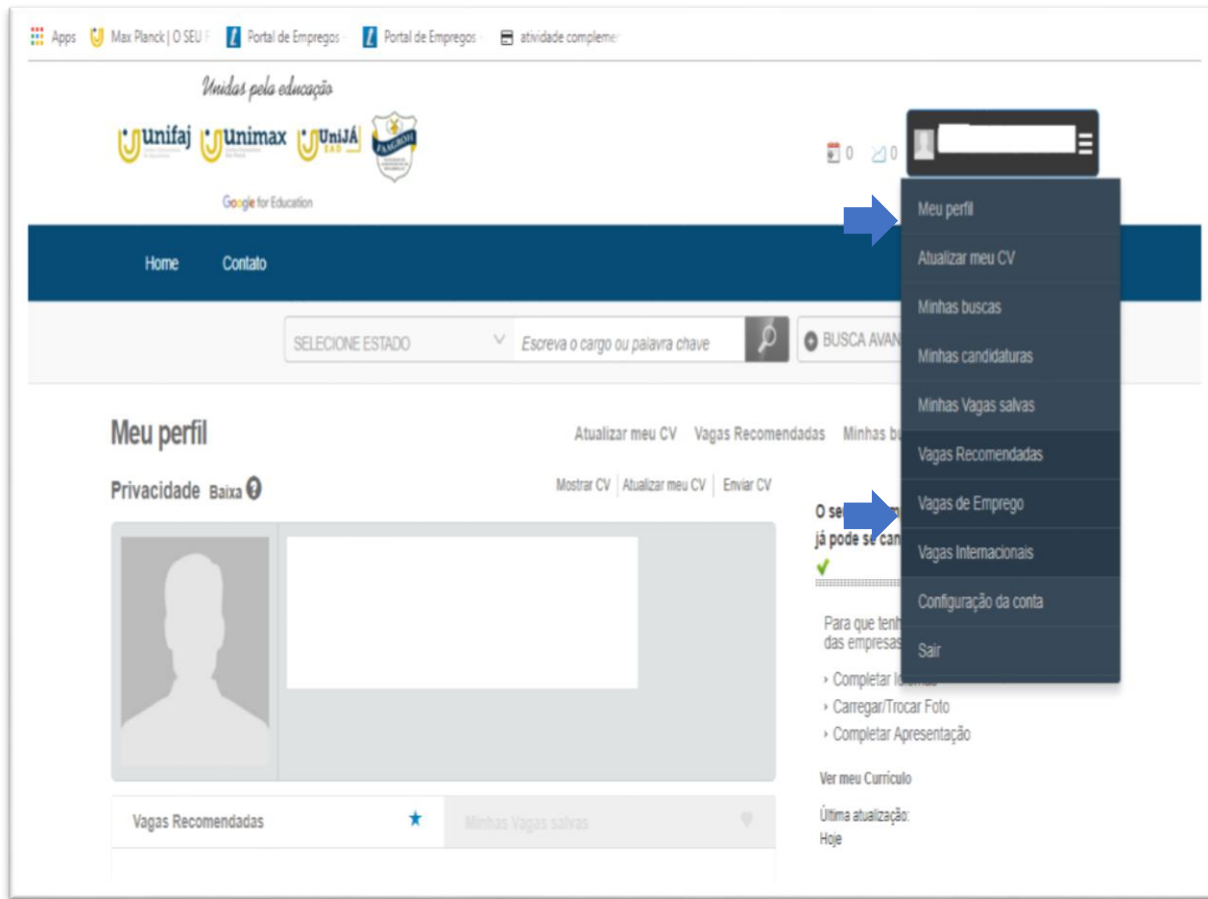 Apps Max Planck | O SEU F Portal de Empregos - Portal de Empregos - atividade complemen
Unidas pela educação
unifaj unimax UniJÁ
EAD
FAAGROH
Google for Education
0 0
Meu perfil
Atualizar meu CV
Minhas buscas
Minhas candidaturas
Minhas Vagas salvas
Vagas Recomendadas
Vagas de Emprego
Vagas Internacionais
Configuração da conta
Sair
Home Contato
SELECIONE ESTADO Escreva o cargo ou palavra chave BUSCA AVAN
Meu perfil
Atualizar meu CV Vagas Recomendadas Minhas bu
Privacidade Baixa ?
Mostrar CV Atualizar meu CV Enviar CV
O seu
já pode se can
Para que tenh
das empresas
› Completar Idiomas
› Carregar/Trocar Foto
› Completar Apresentação
Ver meu Currículo
Última atualização:
Hoje
Vagas Recomendadas Minhas Vagas salvas